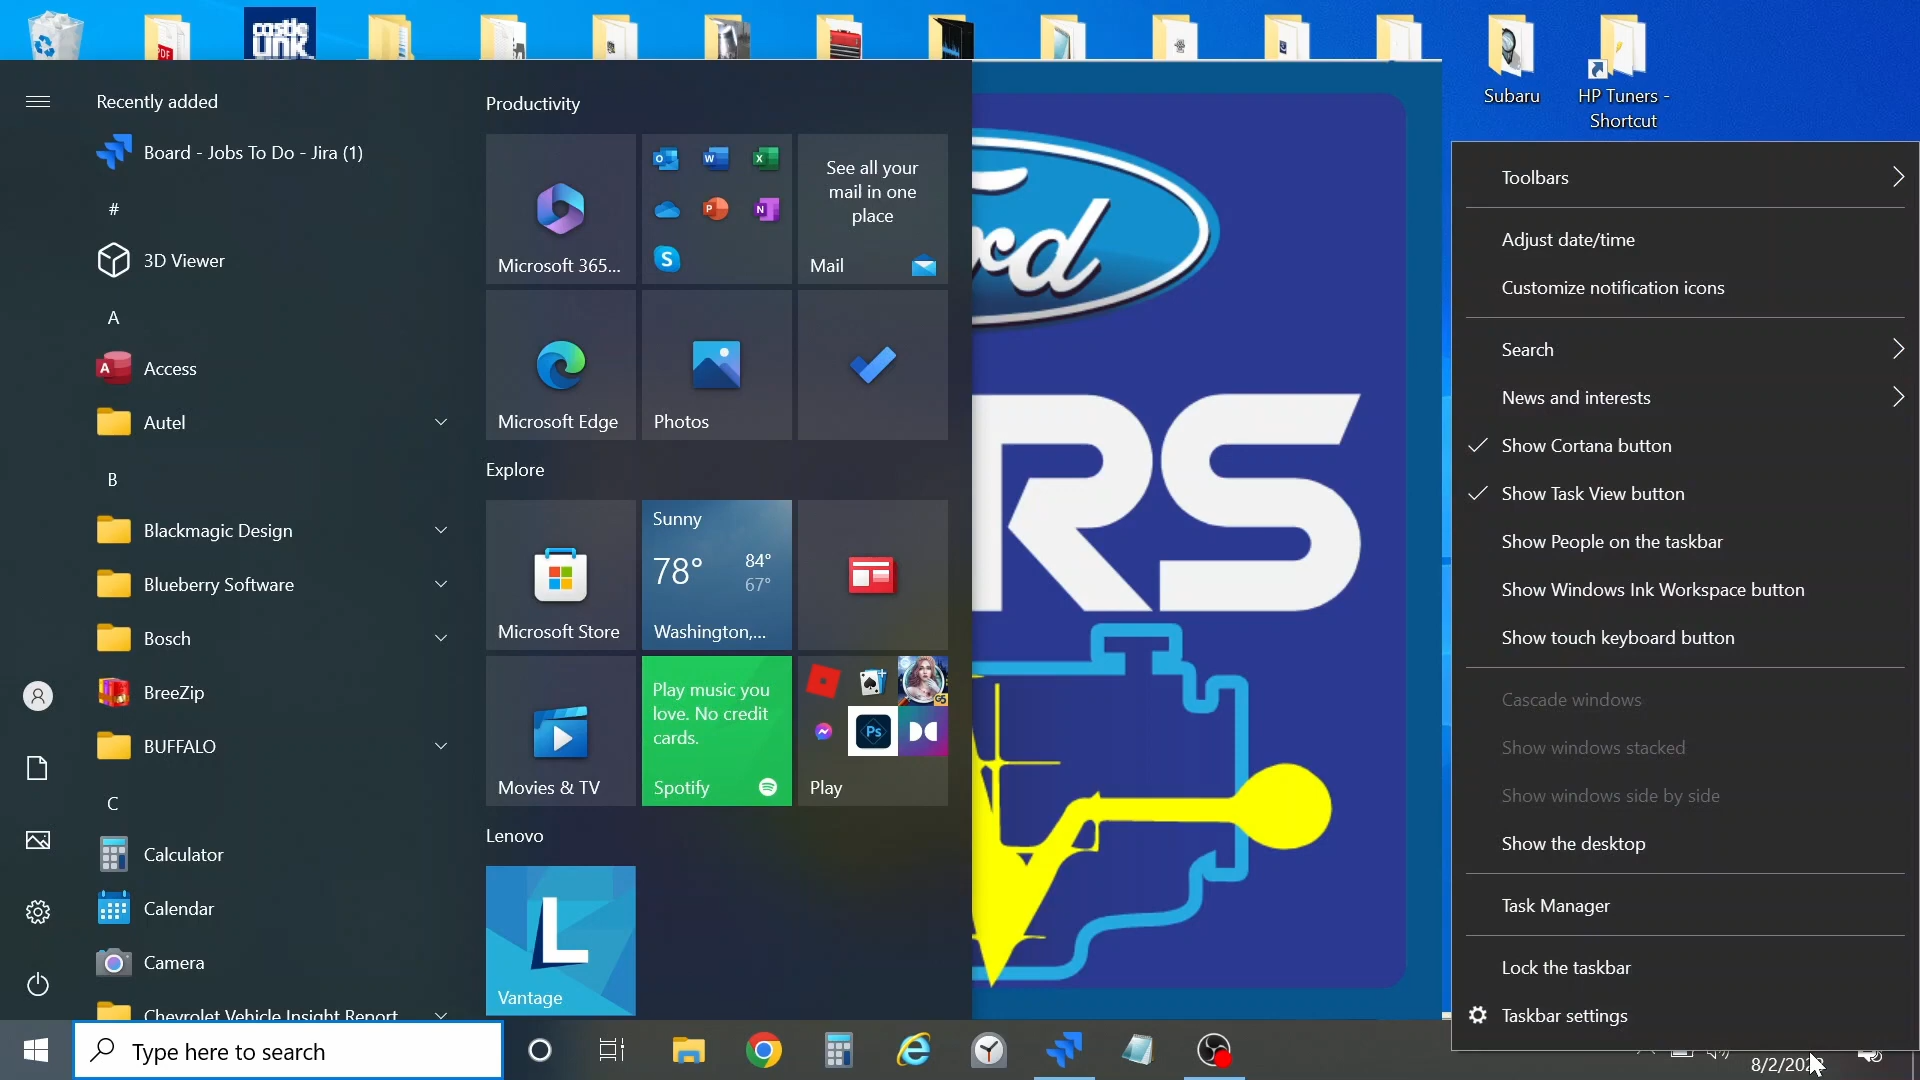 castle
LINK
PDF
Subaru
HP Tuners -
Shortcut
Recently added
Board - Jobs To Do - Jira (1)
#
3D Viewer
A
Access
Autel
B
Blackmagic Design
Blueberry Software
Bosch
BreeZip
BUFFALO
C
Calculator
Calendar
Camera
Chevrolet Vehicle Insight Report
Productivity
Microsoft 365...
See all your
mail in one
place
Mail
Microsoft Edge
Photos
Explore
Microsoft Store
Sunny
78°
84°
67°
Washington,...
Movies & TV
Play music you
love. No credit
cards.
Spotify
Ps
Play
Lenovo
L
Vantage
rd
RS
Toolbars
Adjust date/time
Customize notification icons
Search
News and interests
Show Cortana button
Show Task View button
Show People on the taskbar
Show Windows Ink Workspace button
Show touch keyboard button
Cascade windows
Show windows stacked
Show windows side by side
Show the desktop
Task Manager
Lock the taskbar
Taskbar settings
Type here to search